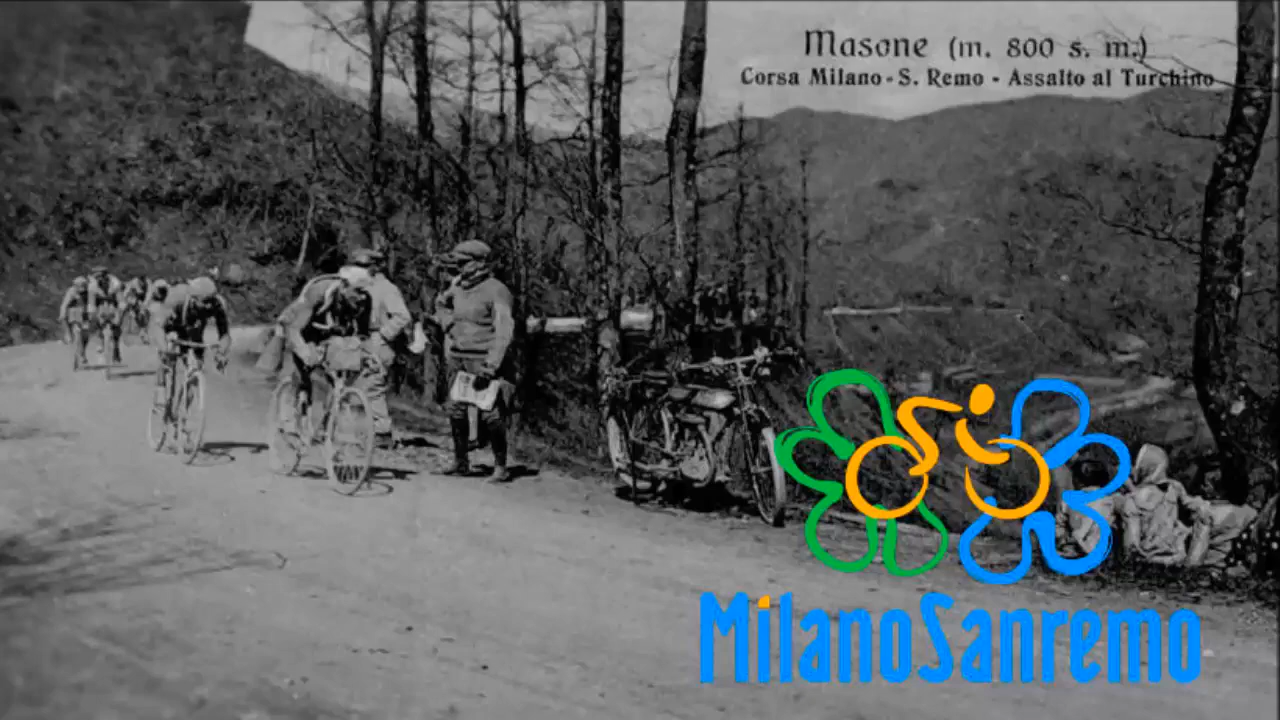 Masone (m. 800 s. m.)
Corsa Milano - S. Remo - Assalto al Turchino
MilanoSanremo